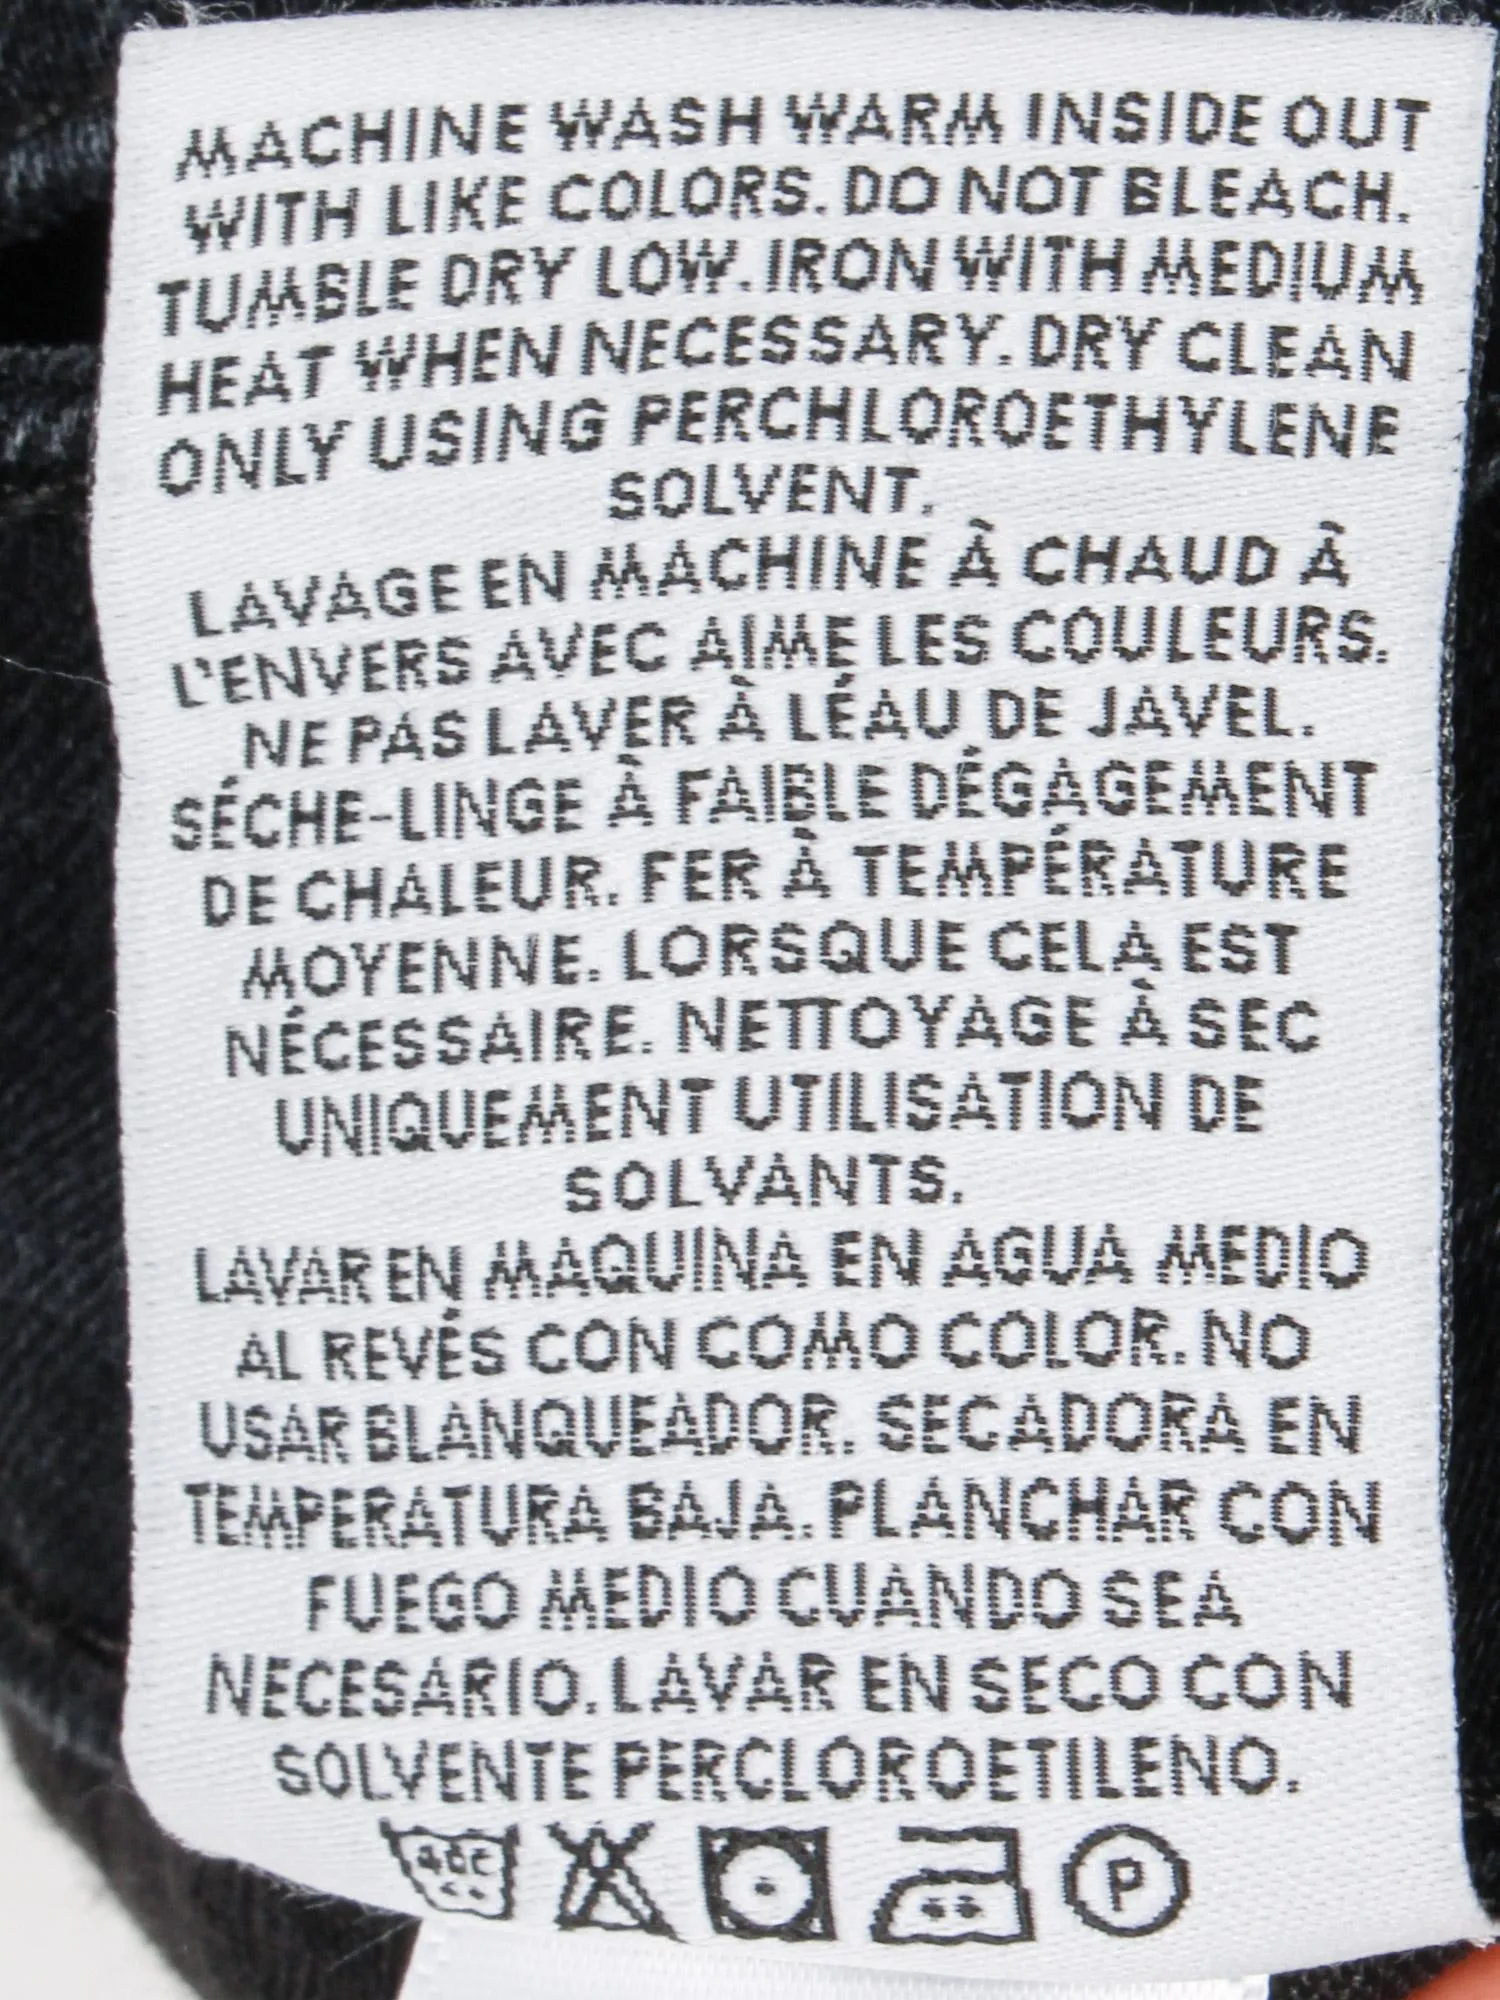 MACHINE WASH WARM INSIDE OUT
WITH LIKE COLORS. DO NOT BLEACH.
TUMBLE DRY LOW. IRON WITH MEDIUM
HEAT WHEN NECESSARY. DRY CLEAN
ONLY USING PERCHLOROETHYLENE
SOLVENT.
LAVAGE EN MACHINE À CHAUD À
L'ENVERS AVEC AIME LES COULEURS.
NE PAS LAVER À LÉAU DE JAVEL.
SÉCHE-LINGE À FAIBLE DÉGAGEMENT
DE CHALEUR. FER À TEMPÉRATURE
MOYENNE. LORSQUE CELA EST
NÉCESSAIRE. NETTOYAGE À SEC
UNIQUEMENT UTILISATION DE
SOLVANTS.
LAVAR EN MAQUINA EN AGUA MEDIO
AL REVÉS CON COMO COLOR. NO
USAR BLANQUEADOR. SECADORA EN
TEMPERATURA BAJA. PLANCHAR CON
FUEGO MEDIO CUANDO SEA
NECESARIO. LAVAR EN SECO CON
SOLVENTE PERCLOROETILENO.
40C P